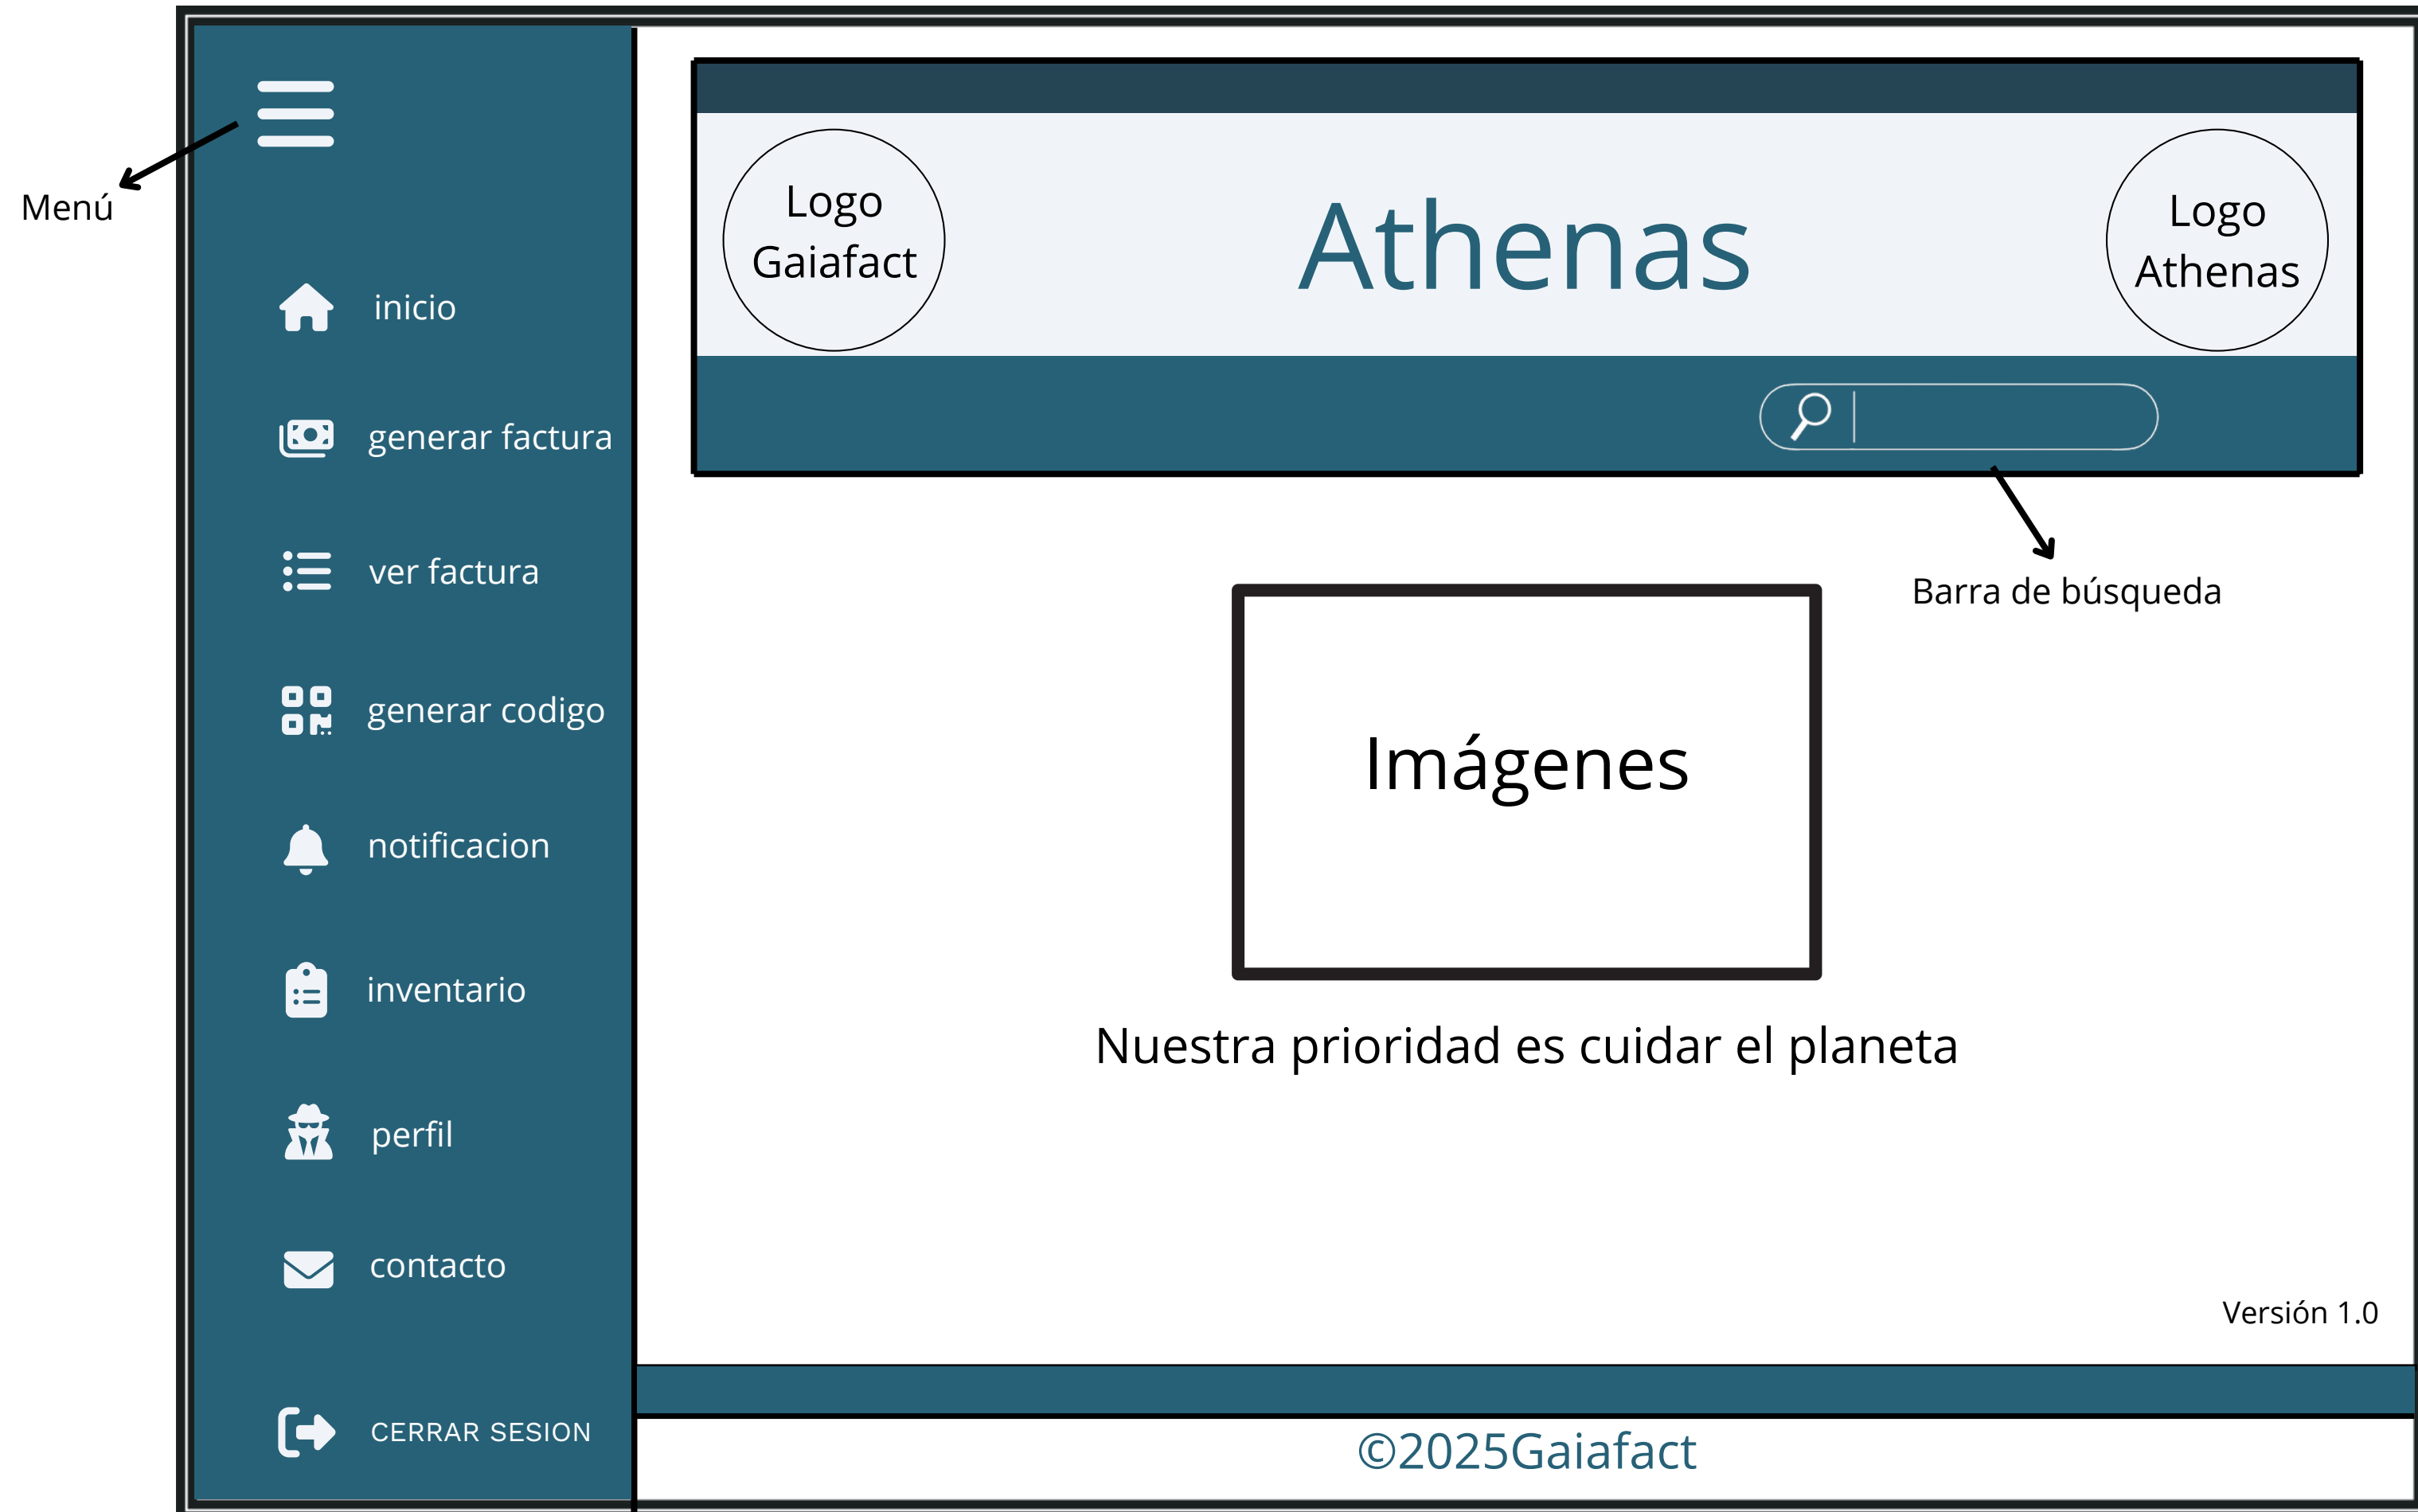 Menú
inicio
generar factura
ver factura
generar codigo
notificacion
inventario
perfil
contacto
CERRAR SESION
Logo
Gaiafact
Athenas
Logo
Athenas
Barra de búsqueda
Imágenes
Nuestra prioridad es cuidar el planeta
Versión 1.0
©2025Gaiafact